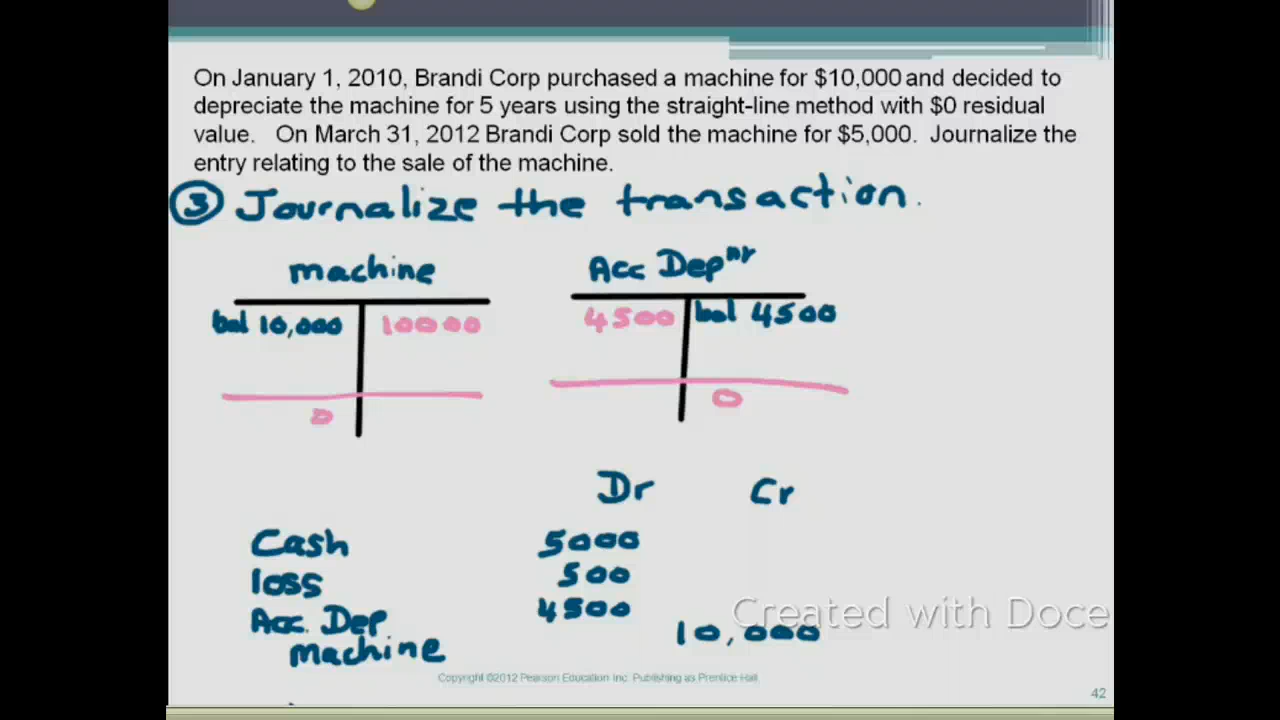 On January 1, 2010, Brandi Corp purchased a machine for $10,000 and decided to
depreciate the machine for 5 years using the straight-line method with $0 residual
value. On March 31, 2012 Brandi Corp sold the machine for $5,000. Journalize the
entry relating to the sale of the machine.
3 Journalize the transaction.
machine Acc Depnr
bal 10,000 10000 4500 bal 4500
0 0
Dr Cr
Cash 5000
loss 500
Acc. Dep 4500
machine 10,000
Created with Doce
Copyright ©2012 Pearson Education Inc. Publishing as Prentice Hall.
42